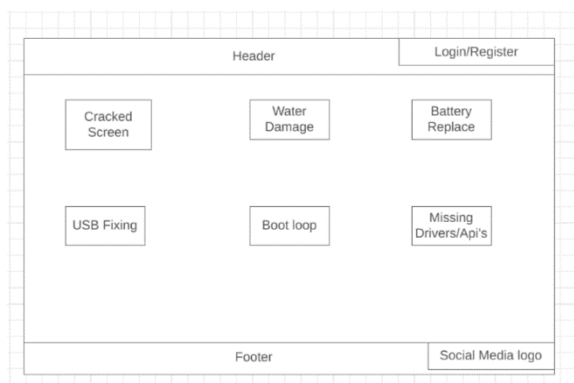 Header
Login/Register
Cracked
Screen
Water
Damage
Battery
Replace
USB Fixing
Boot loop
Missing
Drivers/Api's
Footer
Social Media logo